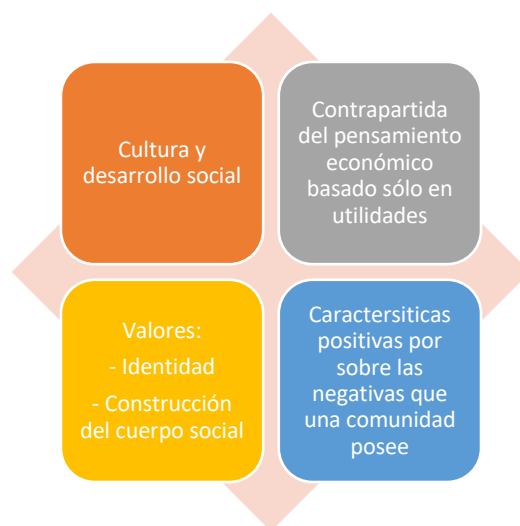 Cultura y
desarrollo social
Contrapartida
del pensamiento
económico
basado sólo en
utilidades
Valores:
- Identidad
- Construcción
del cuerpo social
Caractersiticas
positivas por
sobre las
negativas que
una comunidad
posee